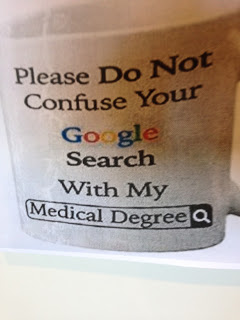 Please Do Not
Confuse Your
Google
Search
With My
Medical Degree